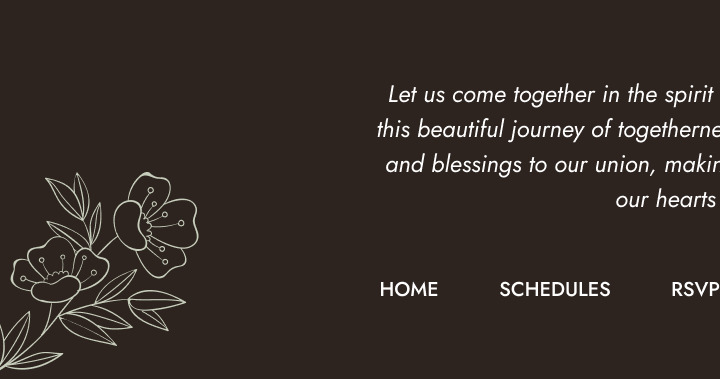 Let us come together in the spirit
this beautiful journey of togetherne
and blessings to our union, makin
our hearts
HOME SCHEDULES RSVP